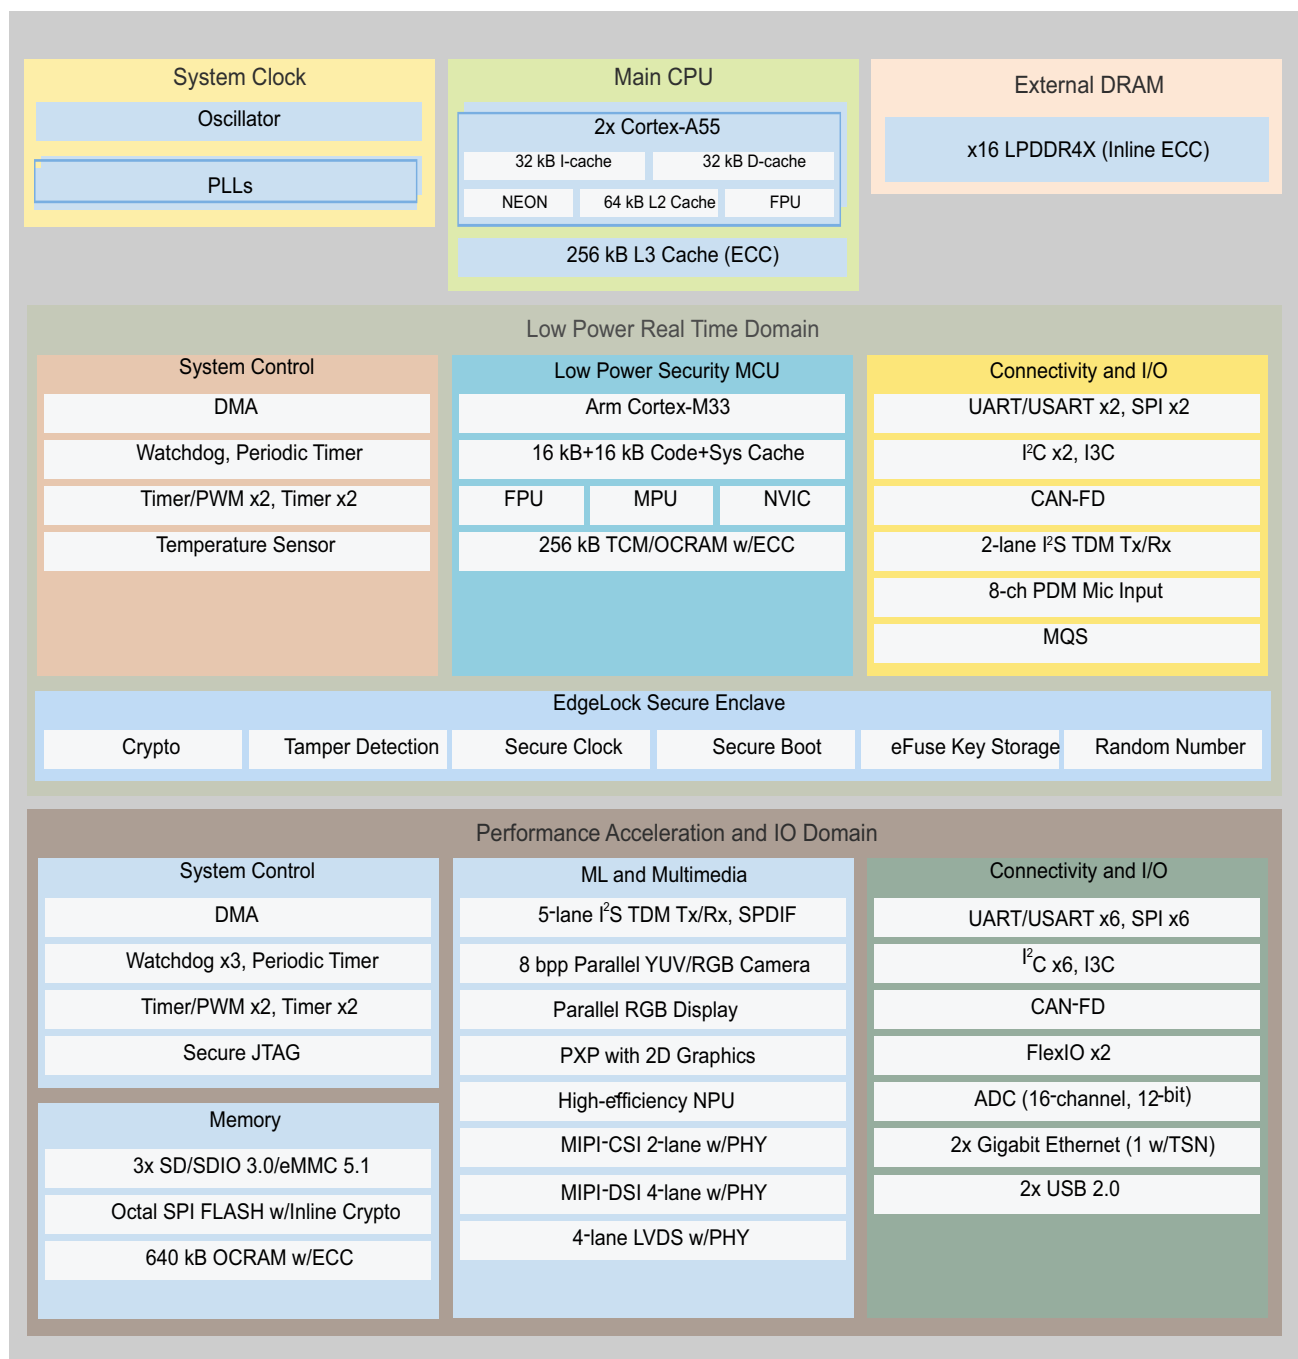 System Clock
Oscillator
PLLs
Main CPU
2x Cortex-A55
32 kB I-cache
32 kB D-cache
NEON
64 kB L2 Cache
FPU
256 kB L3 Cache (ECC)
External DRAM
x16 LPDDR4X (Inline ECC)
Low Power Real Time Domain
System Control
DMA
Watchdog, Periodic Timer
Timer/PWM x2, Timer x2
Temperature Sensor
Low Power Security MCU
Arm Cortex-M33
16 kB+16 kB Code+Sys Cache
FPU
MPU
NVIC
256 kB TCM/OCRAM w/ECC
Connectivity and I/O
UART/USART x2, SPI x2
I²C x2, I3C
CAN-FD
2-lane I²S TDM Tx/Rx
8-ch PDM Mic Input
MQS
EdgeLock Secure Enclave
Crypto
Tamper Detection
Secure Clock
Secure Boot
eFuse Key Storage
Random Number
Performance Acceleration and IO Domain
System Control
DMA
Watchdog x3, Periodic Timer
Timer/PWM x2, Timer x2
Secure JTAG
Memory
3x SD/SDIO 3.0/eMMC 5.1
Octal SPI FLASH w/Inline Crypto
640 kB OCRAM w/ECC
ML and Multimedia
5-lane I²S TDM Tx/Rx, SPDIF
8 bpp Parallel YUV/RGB Camera
Parallel RGB Display
PXP with 2D Graphics
High-efficiency NPU
MIPI-CSI 2-lane w/PHY
MIPI-DSI 4-lane w/PHY
4-lane LVDS w/PHY
Connectivity and I/O
UART/USART x6, SPI x6
I²C x6, I3C
CAN-FD
FlexIO x2
ADC (16-channel, 12-bit)
2x Gigabit Ethernet (1 w/TSN)
2x USB 2.0